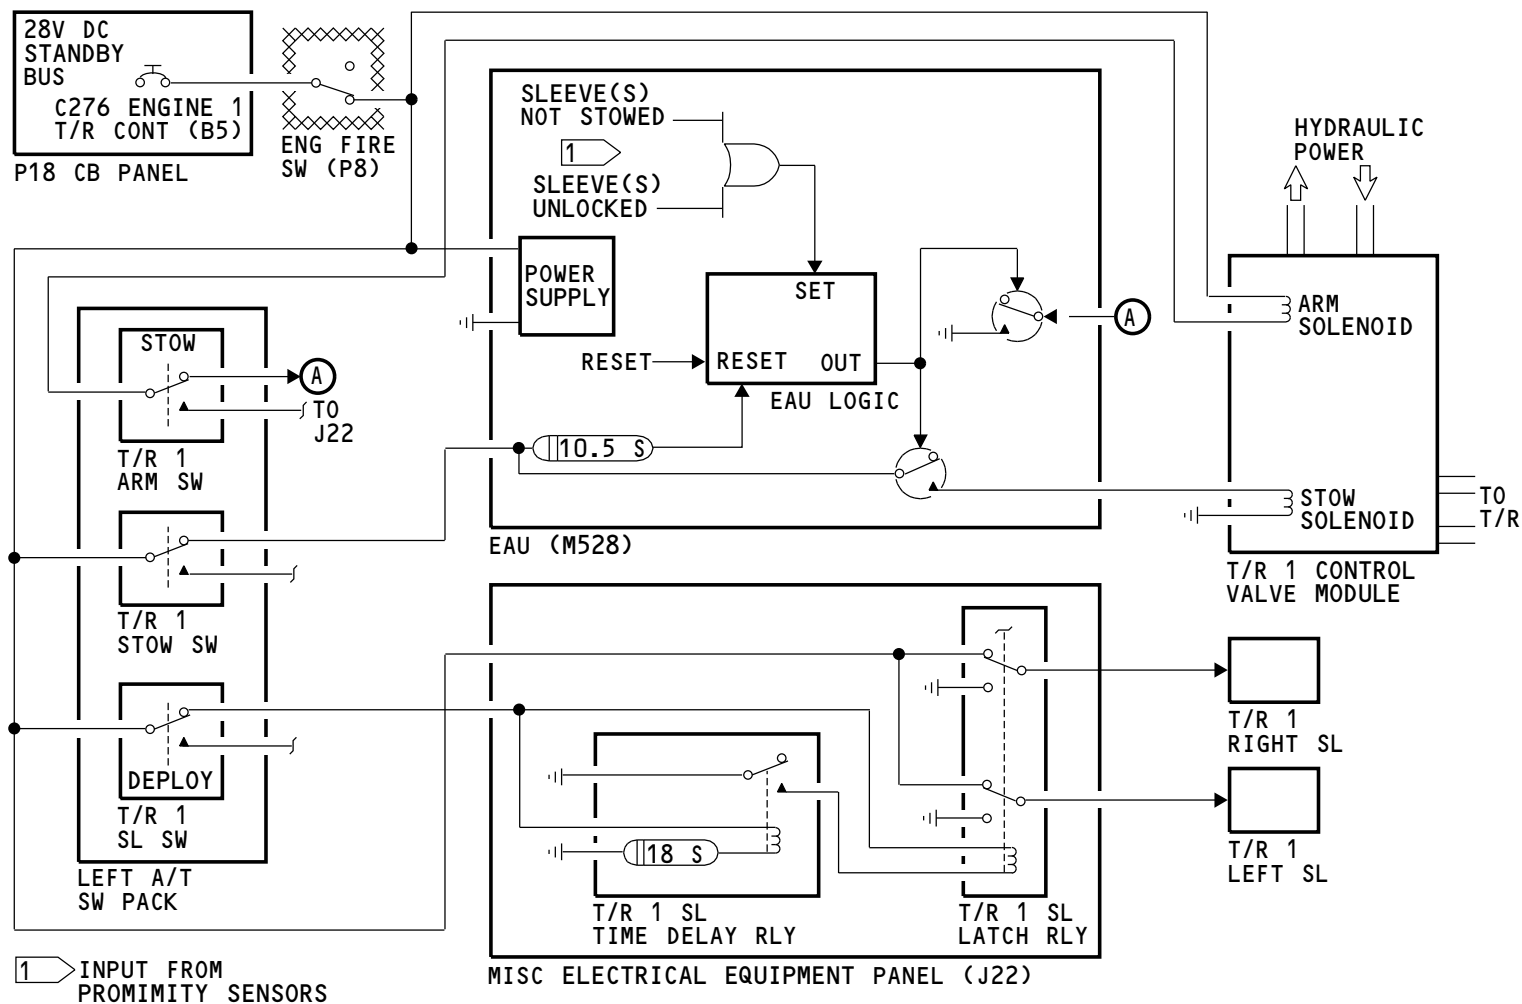 28V DC
STANDBY
BUS
C276 ENGINE 1
T/R CONT (B5)
P18 CB PANEL
ENG FIRE
SW (P8)
SLEEVE(S)
NOT STOWED
1
SLEEVE(S)
UNLOCKED
POWER
SUPPLY
SET
RESET
RESET
OUT
EAU LOGIC
10.5 S
EAU (M528)
A
HYDRAULIC
POWER
ARM
SOLENOID
STOW
SOLENOID
TO
T/R
T/R 1 CONTROL
VALVE MODULE
STOW
A
TO
J22
T/R 1
ARM SW
T/R 1
STOW SW
DEPLOY
T/R 1
SL SW
LEFT A/T
SW PACK
18 S
T/R 1 SL
TIME DELAY RLY
T/R 1 SL
LATCH RLY
MISC ELECTRICAL EQUIPMENT PANEL (J22)
T/R 1
RIGHT SL
T/R 1
LEFT SL
1
INPUT FROM
PROMIMITY SENSORS